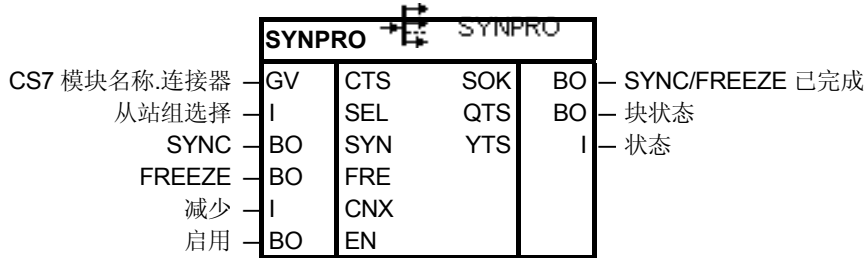 SYNPRO SYNPRO
CS7 模块名称.连接器 GV CTS SOK BO SYNC/FREEZE 已完成
从站组选择 I SEL QTS BO 块状态
SYNC BO SYN YTS I 状态
FREEZE BO FRE
减少 I CNX
启用 BO EN